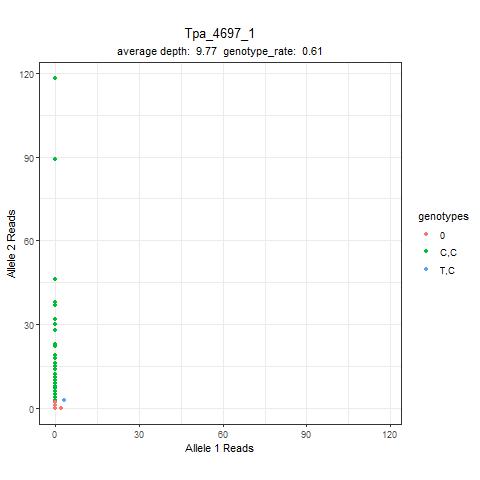 Tpa_4697_1
average depth: 9.77 genotype_rate: 0.61
120
90
60
30
0
Allele 2 Reads
0 30 60 90 120
Allele 1 Reads
genotypes
0
C,C
T,C